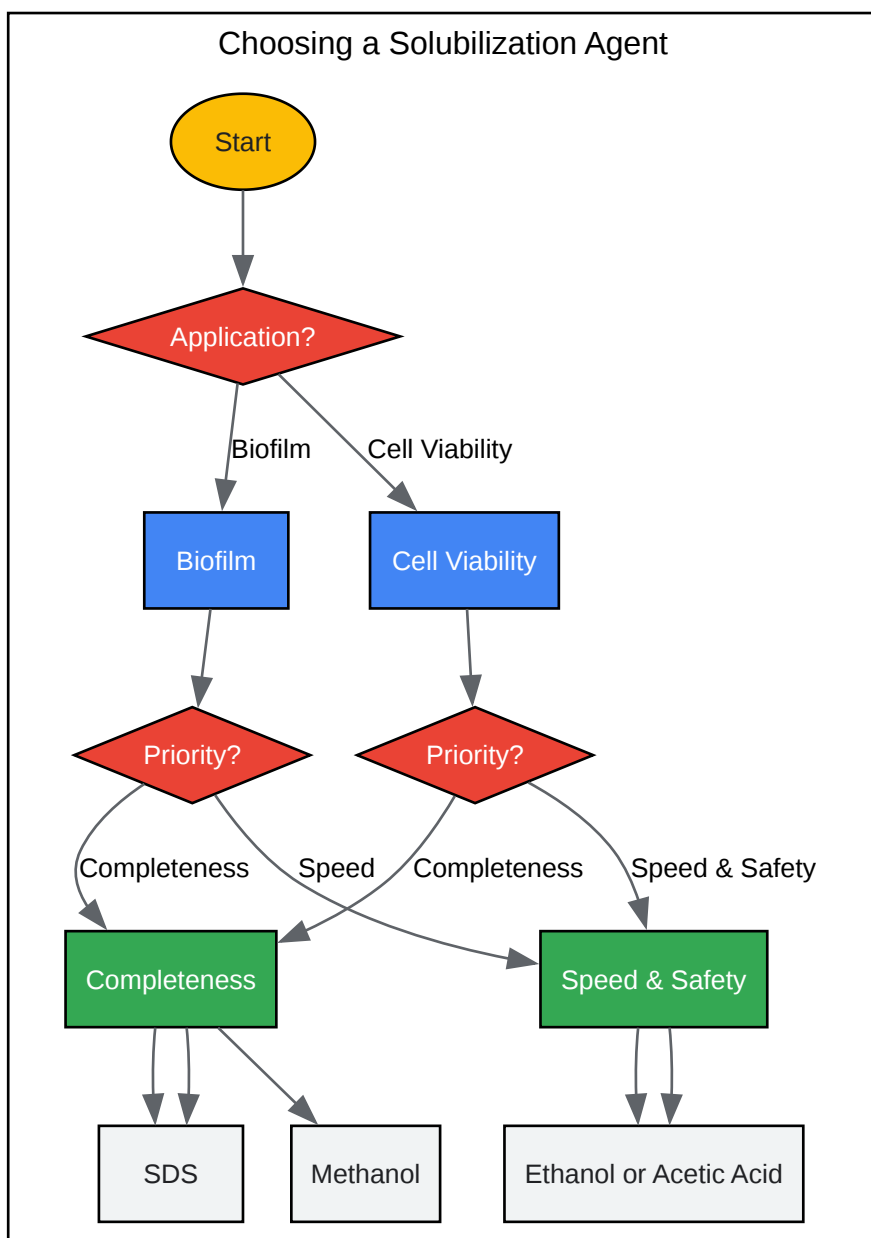 Choosing a Solubilization Agent
Start
Application?
Biofilm
Cell Viability
Biofilm
Cell Viability
Priority?
Priority?
Completeness
Speed
Completeness
Speed & Safety
Completeness
Speed & Safety
SDS
Methanol
Ethanol or Acetic Acid